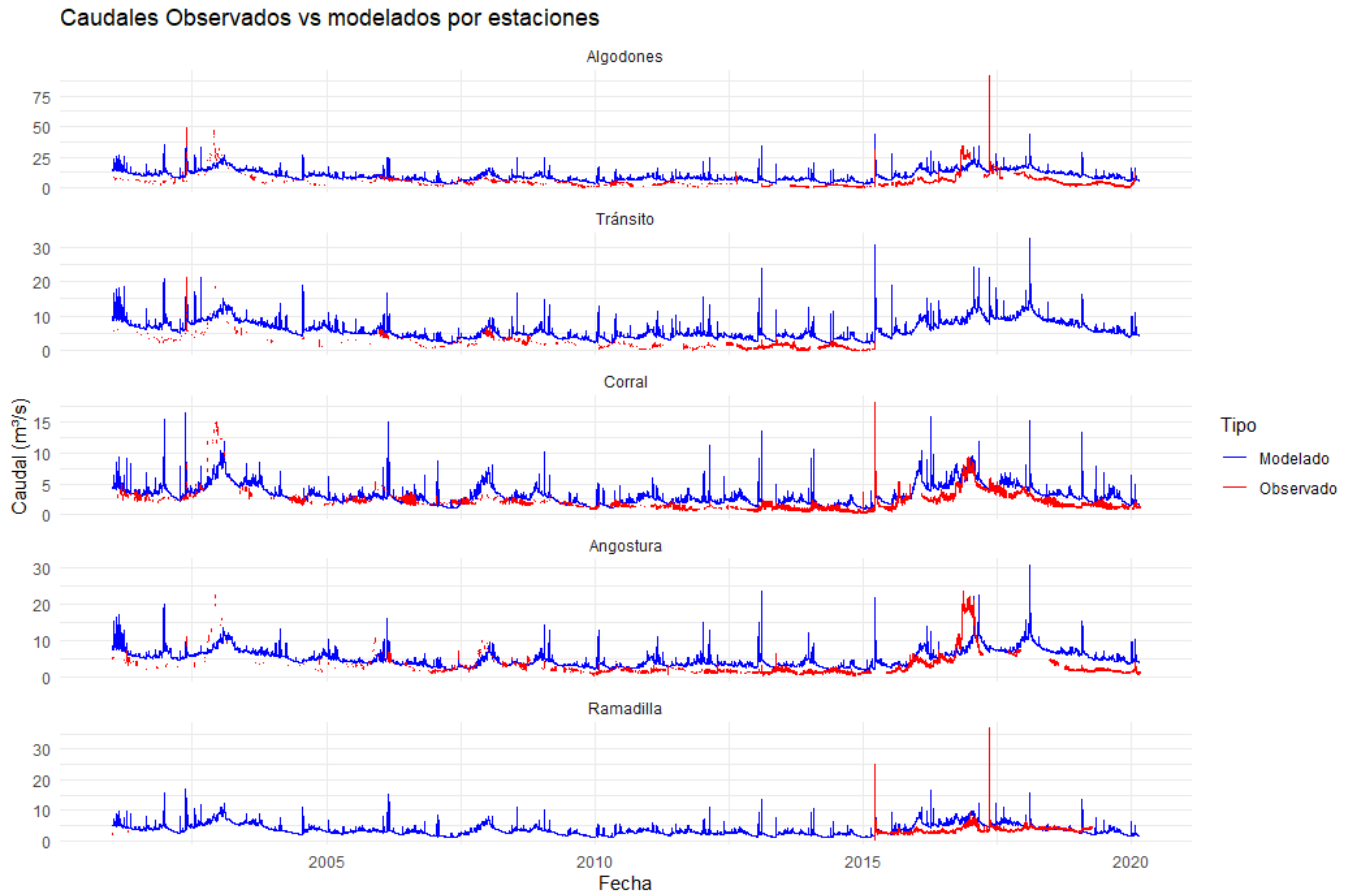 Caudales Observados vs modelados por estaciones
Algodones
75
50
25
0
Tránsito
30
20
10
0
Corral
15
10
5
0
Angostura
30
20
10
0
Ramadilla
30
20
10
0
Caudal (m³/s)
2005
2010
2015
2020
Fecha
Tipo
Modelado
Observado